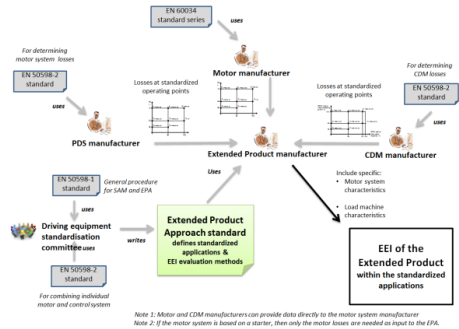 EN 60034
standard series
uses
For determining
motor system losses
EN 50598-2
standard
uses
Motor manufacturer
Losses at standardized
operating points
Losses at standardized
operating points
For determining
CDM losses
EN 50598-2
standard
uses
PDS manufacturer
Extended Product manufacturer
CDM manufacturer
EN 50598-1
standard
General procedure
for SAM and EPA
uses
Uses
Include specific:
• Motor system
characteristics
• Load machine
characteristics
Driving equipment
standardisation
committee
uses
writes
Extended Product
Approach standard
defines standardized
applications &
EEI evaluation methods
EEI of the
Extended Product
within the standardized
applications
EN 50598-2
standard
For combining individual
motor and control system
Note 1: Motor and CDM manufacturers can provide data directly to the motor system manufacturer
Note 2: If the motor system is based on a starter, then only the motor losses are needed as input to the EPA.